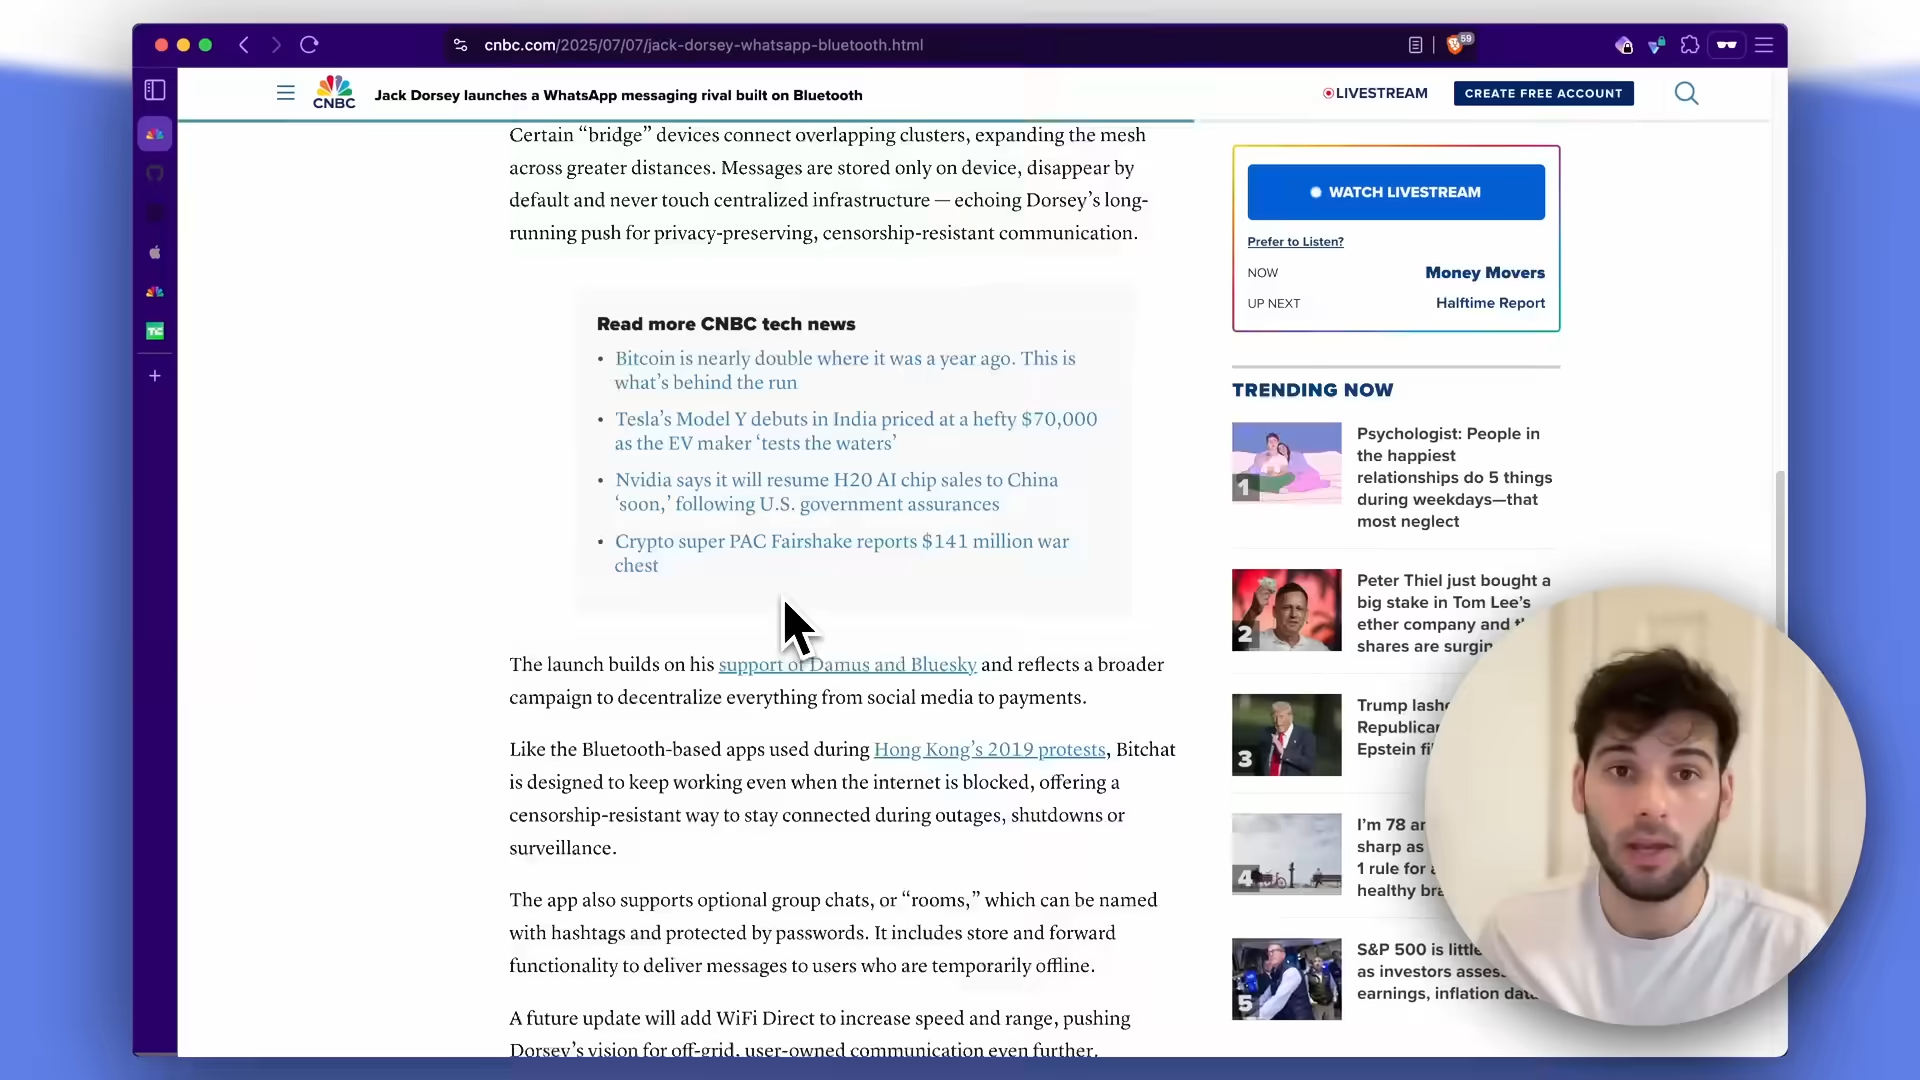 cnbc.com/2025/07/07/jack-dorsey-whatsapp-bluetooth.html
59
CNBC
Jack Dorsey launches a WhatsApp messaging rival built on Bluetooth
LIVESTREAM
CREATE FREE ACCOUNT
TC
Certain “bridge” devices connect overlapping clusters, expanding the mesh
across greater distances. Messages are stored only on device, disappear by
default and never touch centralized infrastructure — echoing Dorsey’s long-
running push for privacy-preserving, censorship-resistant communication.
Read more CNBC tech news
• Bitcoin is nearly double where it was a year ago. This is
what’s behind the run
• Tesla’s Model Y debuts in India priced at a hefty $70,000
as the EV maker ‘tests the waters’
• Nvidia says it will resume H20 AI chip sales to China
‘soon,’ following U.S. government assurances
• Crypto super PAC Fairshake reports $141 million war
chest
The launch builds on his support of Damus and Bluesky and reflects a broader
campaign to decentralize everything from social media to payments.
Like the Bluetooth-based apps used during Hong Kong’s 2019 protests, Bitchat
is designed to keep working even when the internet is blocked, offering a
censorship-resistant way to stay connected during outages, shutdowns or
surveillance.
The app also supports optional group chats, or “rooms,” which can be named
with hashtags and protected by passwords. It includes store and forward
functionality to deliver messages to users who are temporarily offline.
A future update will add WiFi Direct to increase speed and range, pushing
Dorsey’s vision for off-grid, user-owned communication even further.
WATCH LIVESTREAM
Prefer to Listen?
NOW
Money Movers
UP NEXT
Halftime Report
TRENDING NOW
1
Psychologist: People in
the happiest
relationships do 5 things
during weekdays—that
most neglect
2
Peter Thiel just bought a
big stake in Tom Lee’s
ether company and
shares are
3
Trump
Epstein
4
I’m 78
sharp as
1 rule for
healthy
5
S&P 500 is
as investors
earnings, inflation